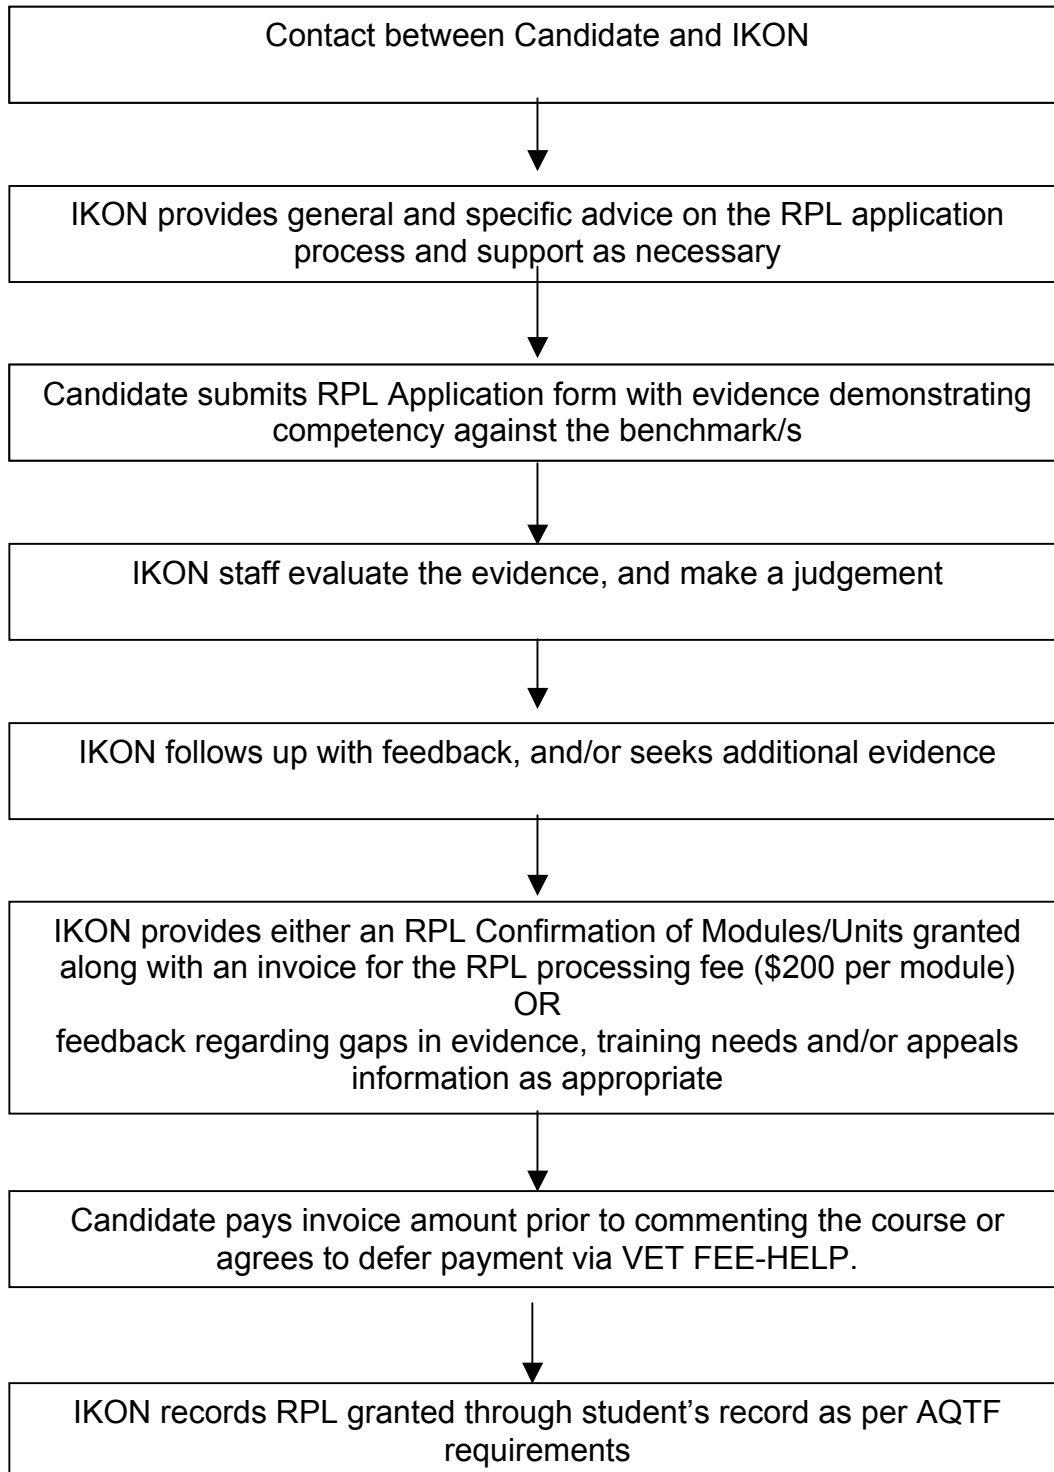 Contact between Candidate and IKON
IKON provides general and specific advice on the RPL application
process and support as necessary
Candidate submits RPL Application form with evidence demonstrating
competency against the benchmark/s
IKON staff evaluate the evidence, and make a judgement
IKON follows up with feedback, and/or seeks additional evidence
IKON provides either an RPL Confirmation of Modules/Units granted
along with an invoice for the RPL processing fee ($200 per module)
OR
feedback regarding gaps in evidence, training needs and/or appeals
information as appropriate
Candidate pays invoice amount prior to commenting the course or
agrees to defer payment via VET FEE-HELP.
IKON records RPL granted through student’s record as per AQTF
requirements